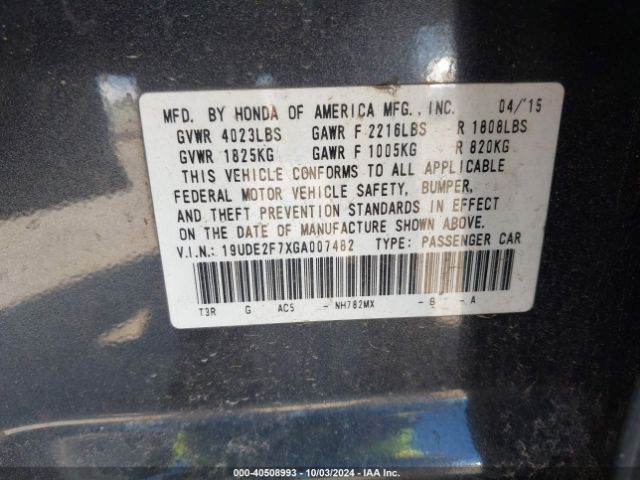 MFD. BY HONDA OF AMERICA MFG., INC. 04/'15
GVWR 4023LBS GAWR F 2216LBS R 1808LBS
GVWR 1825KG GAWR F 1005KG R 820KG
THIS VEHICLE CONFORMS TO ALL APPLICABLE
FEDERAL MOTOR VEHICLE SAFETY, BUMPER,
AND THEFT PREVENTION STANDARDS IN EFFECT
ON THE DATE OF MANUFACTURE SHOWN ABOVE.
V.I.N.: 19UDE2F7XGA007482 TYPE: PASSENGER CAR
T3R G AC5 - NH782MX - B - A
000-40508993 | 10/03/2024 | IAA Inc.